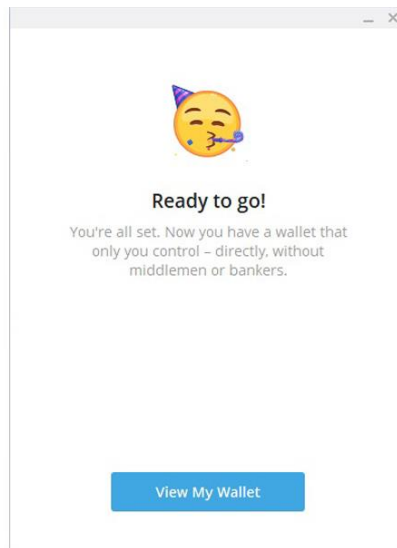 Ready to go!
You're all set. Now you have a wallet that
only you control – directly, without
middlemen or bankers.
View My Wallet